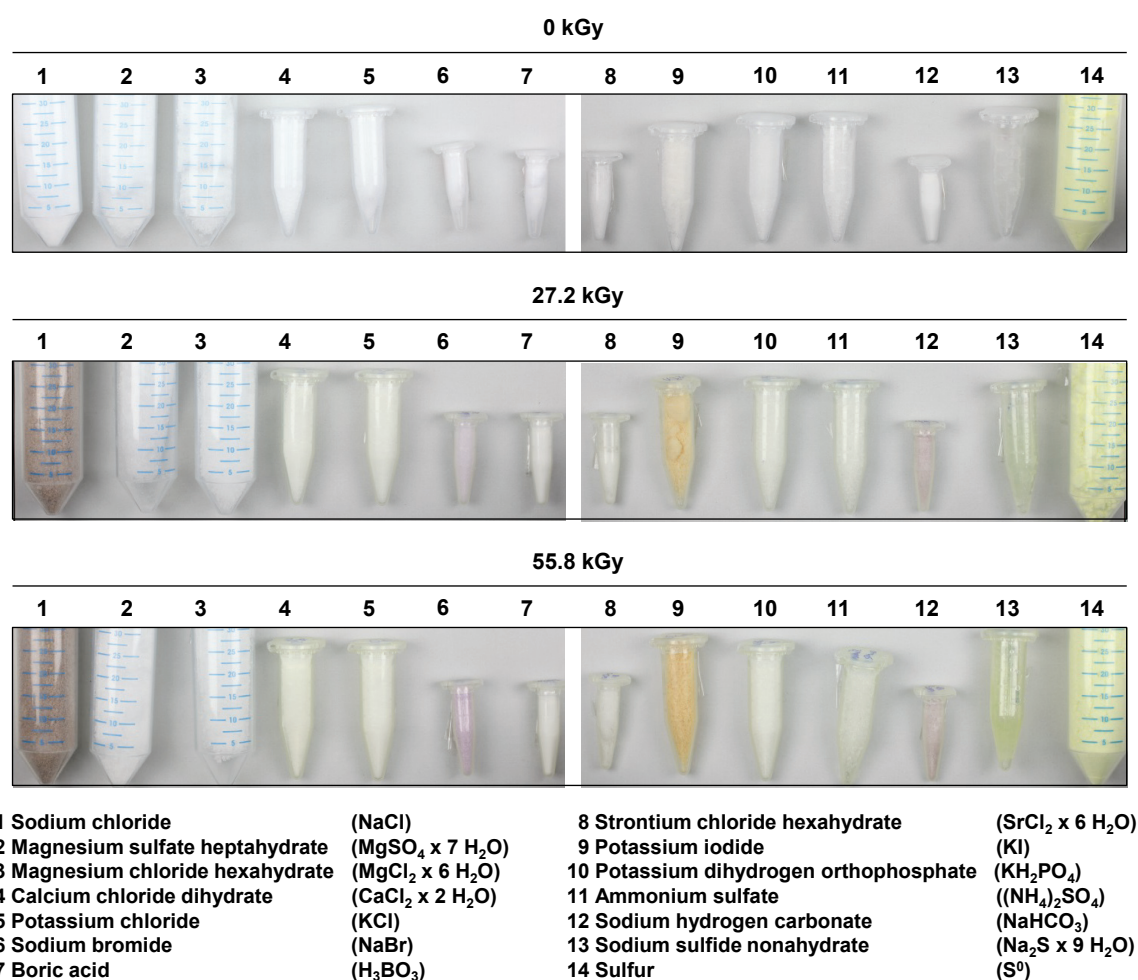 0 kGy
1 2 3 4 5 6 7 8 9 10 11 12 13 14
27.2 kGy
1 2 3 4 5 6 7 8 9 10 11 12 13 14
55.8 kGy
1 2 3 4 5 6 7 8 9 10 11 12 13 14
1 Sodium chloride (NaCl) 8 Strontium chloride hexahydrate (SrCl₂ x 6 H₂O)
2 Magnesium sulfate heptahydrate (MgSO₄ x 7 H₂O) 9 Potassium iodide (KI)
3 Magnesium chloride hexahydrate (MgCl₂ x 6 H₂O) 10 Potassium dihydrogen orthophosphate (KH₂PO₄)
4 Calcium chloride dihydrate (CaCl₂ x 2 H₂O) 11 Ammonium sulfate ((NH₄)₂SO₄)
5 Potassium chloride (KCl) 12 Sodium hydrogen carbonate (NaHCO₃)
6 Sodium bromide (NaBr) 13 Sodium sulfide nonahydrate (Na₂S x 9 H₂O)
7 Boric acid (H₃BO₃) 14 Sulfur (S⁰)